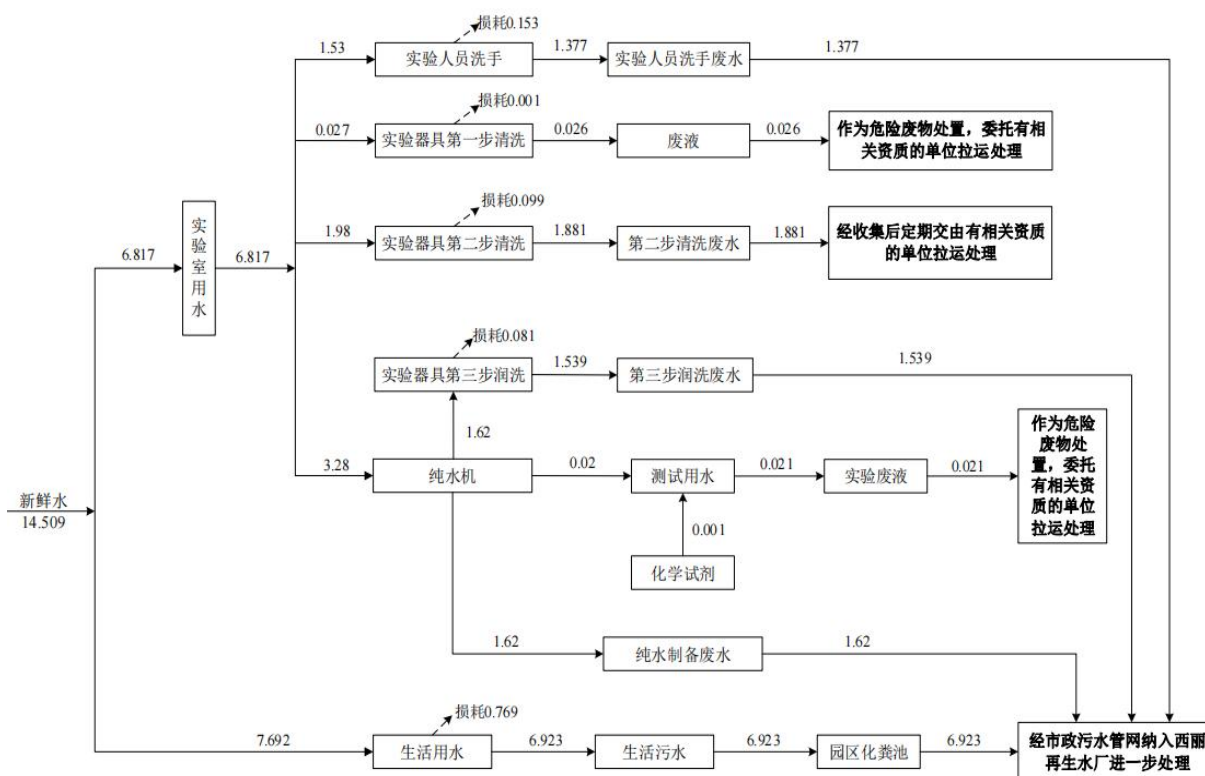 损耗0.153
1.53
实验人员洗手
1.377
实验人员洗手废水
1.377
损耗0.001
0.027
实验器具第一步清洗
0.026
废液
0.026
作为危险废物处置，委托有相
关资质的单位拉运处理
损耗0.099
1.98
实验器具第二步清洗
1.881
第二步清洗废水
1.881
经收集后定期交由有相关资质
的单位拉运处理
6.817
实
验
室
用
水
6.817
损耗0.081
实验器具第三步润洗
1.539
第三步润洗废水
1.539
1.62
3.28
纯水机
0.02
测试用水
0.021
实验废液
0.021
作为危险
废物处
置，委托
有相关资
质的单位
拉运处理
0.001
化学试剂
新鲜水
14.509
1.62
纯水制备废水
1.62
损耗0.769
7.692
生活用水
6.923
生活污水
6.923
园区化粪池
6.923
经市政污水管网纳入西丽
再生水厂进一步处理